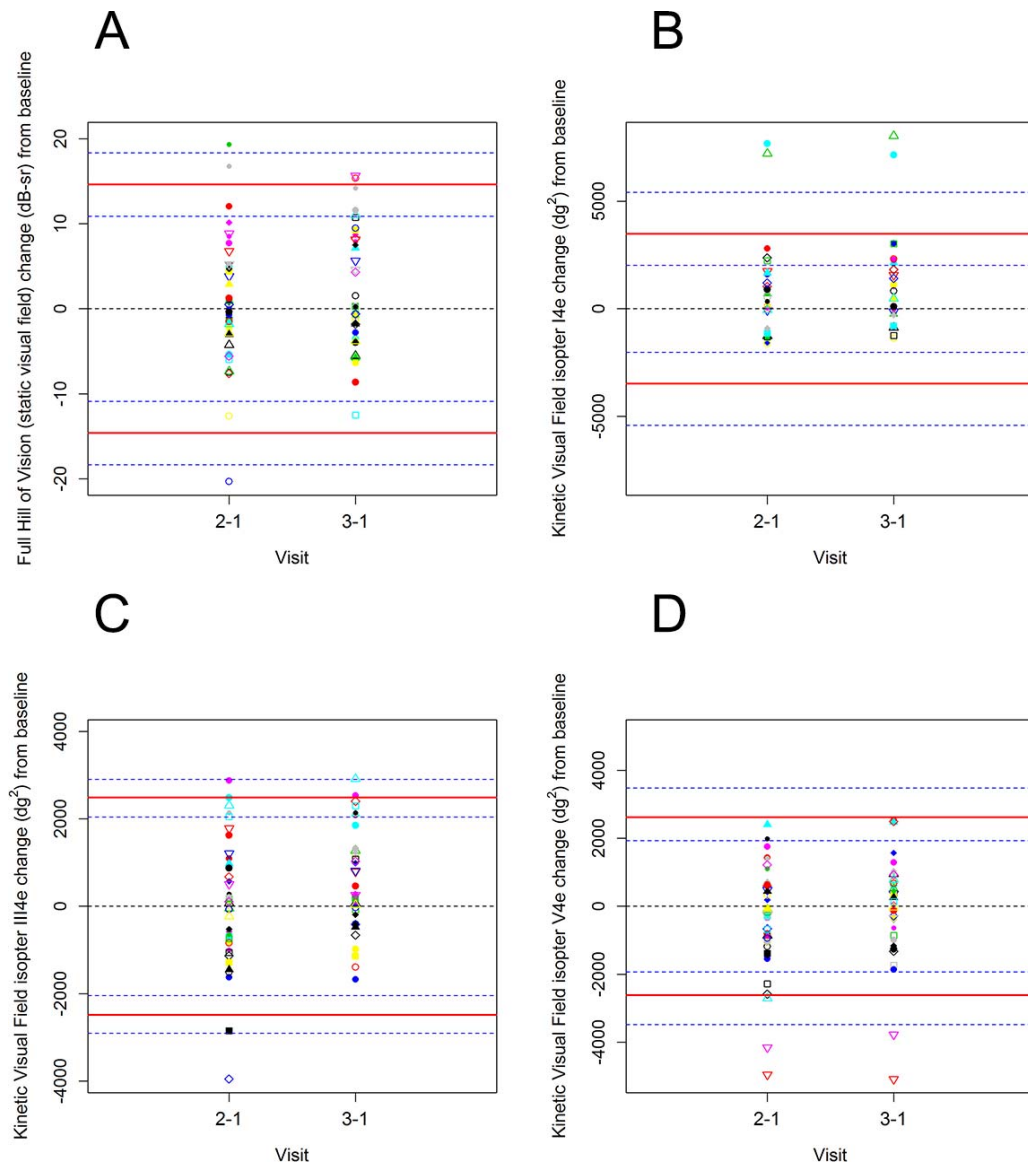 A
Full Hill of Vision (static visual field) change (dB-sr) from baseline
20
10
0
-10
-20
2-1 3-1
Visit
B
Kinetic Visual Field isopter I4e change (dg²) from baseline
5000
0
-5000
2-1 3-1
Visit
C
Kinetic Visual Field isopter III4e change (dg²) from baseline
4000
2000
0
-2000
-4000
2-1 3-1
Visit
D
Kinetic Visual Field isopter V4e change (dg²) from baseline
4000
2000
0
-2000
-4000
2-1 3-1
Visit